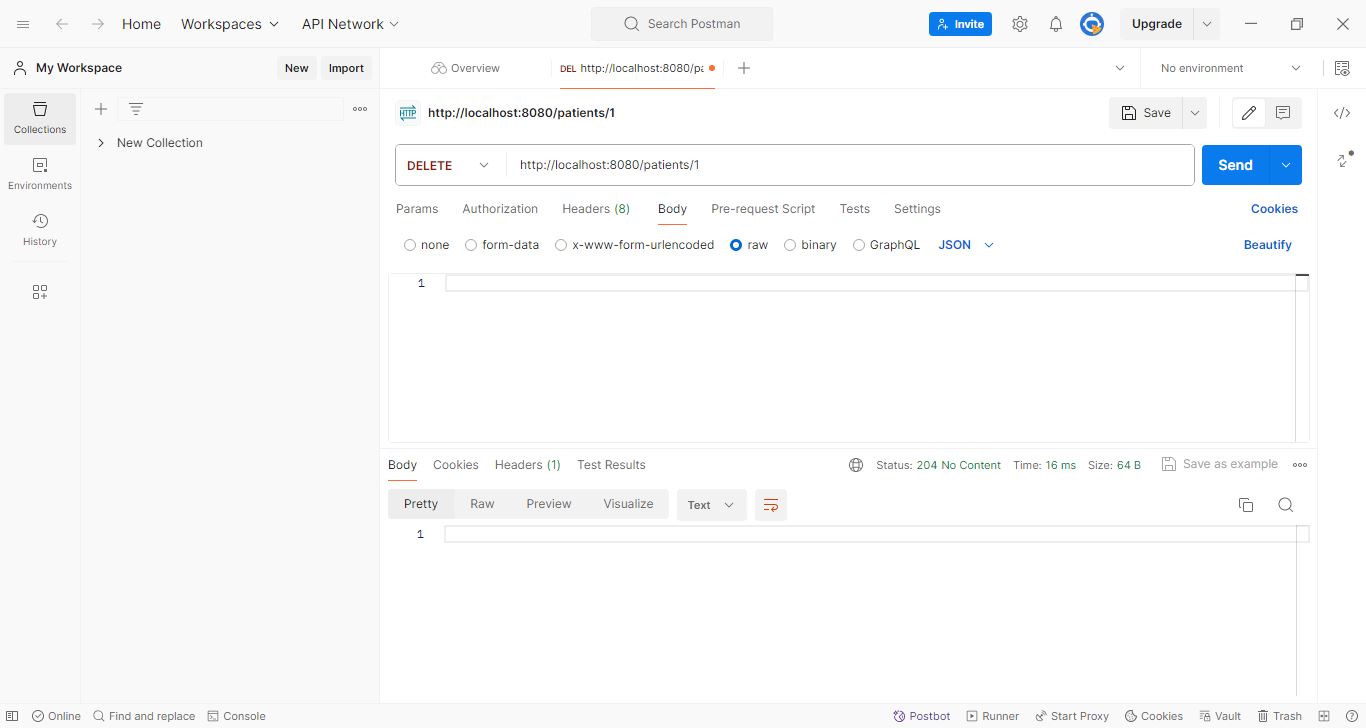 Home Workspaces API Network Search Postman Invite Upgrade
My Workspace New Import Overview DEL http://localhost:8080/pa No environment
Collections
New Collection
Environments
History
http://localhost:8080/patients/1 Save
DELETE http://localhost:8080/patients/1 Send
Params Authorization Headers (8) Body Pre-request Script Tests Settings Cookies
none form-data x-www-form-urlencoded raw binary GraphQL JSON Beautify
1
Body Cookies Headers (1) Test Results Status: 204 No Content Time: 16 ms Size: 64 B Save as example
Pretty Raw Preview Visualize Text
1
Online Find and replace Console Postbot Runner Start Proxy Cookies Vault Trash